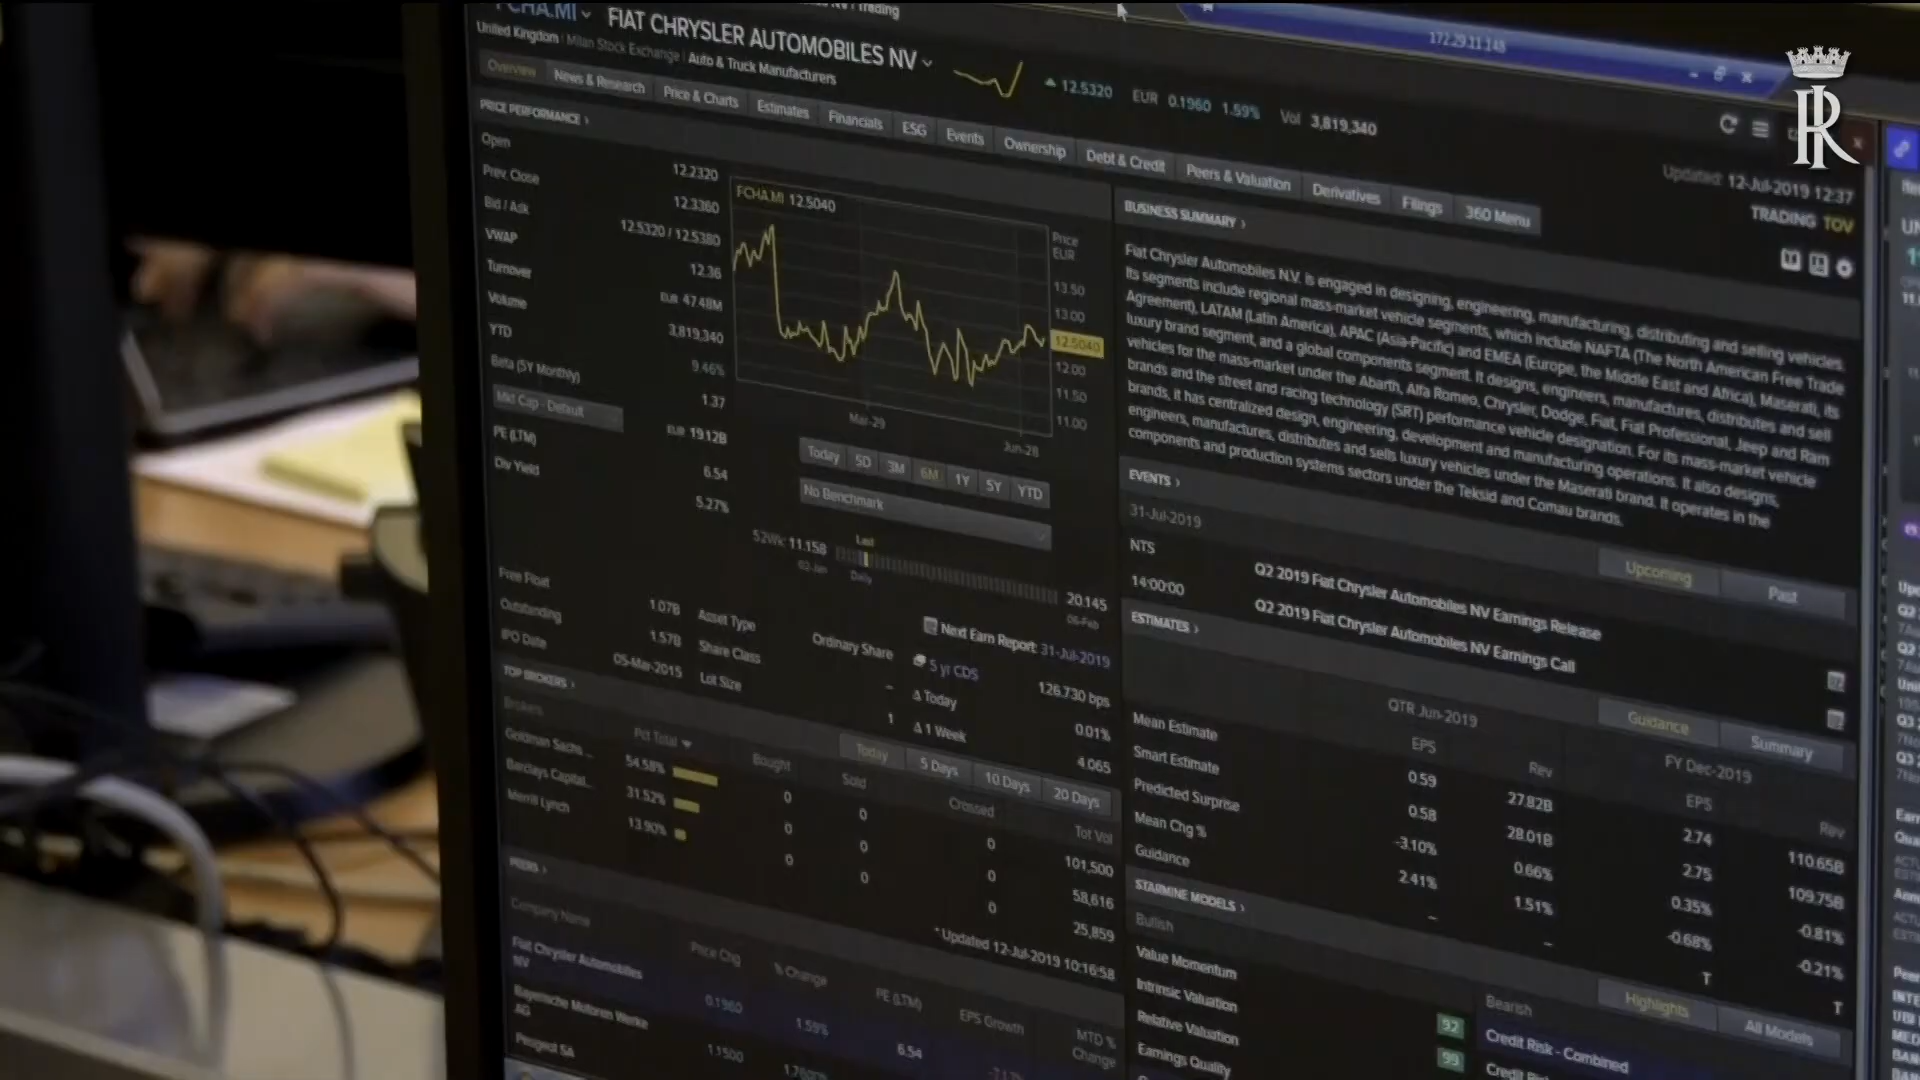 FCHA.MI
FIAT CHRYSLER AUTOMOBILES NV
United Kingdom | Milan Stock Exchange | Auto & Truck Manufacturers
12.5320 EUR 0.1960 1.59% Vol 3,819,340
172.29.11.148
IR
Overview News & Research Price & Charts Estimates Financials ESG Events Ownership Debt & Credit Peers & Valuation Derivatives Filings 360 Menu
Updated: 12-Jul-2019 12:37
TRADING TOV
PRICE PERFORMANCE
Open 12.2320
Prev. Close 12.3360
Bid / Ask 12.5320 / 12.5380
VWAP 12.36
Turnover EUR 47.48M
Volume 3,819,340
YTD 9.46%
Beta (5Y Monthly) 1.37
Mkt Cap - Default EUR 19.12B
PE (LTM) 6.54
Div Yield 5.27%
FCHA.MI 12.5040
Price
EUR
13.50
13.00
12.5040
12.00
11.50
11.00
Mar-29 Jun-28
Today 5D 3M 6M 1Y 5Y YTD
No Benchmark
Last
52Wk: 11.158 20.145
02-Jan Daily 06-Feb
Free Float 1.07B
Outstanding 1.57B
IPO Date 05-Mar-2015
Asset Type Ordinary Share
Share Class –
Lot Size 1
Next Earn Report: 31-Jul-2019
5 yr CDS 126.730 bps
Δ Today 0.01%
Δ 1 Week 4.065
TOP BROKERS
Today 5 Days 10 Days 20 Days
Brokers Pct Total Bought Sold Crossed Tot Vol
Goldman Sachs ... 54.58% 0 0 0 101,500
Barclays Capital... 31.52% 0 0 0 58,616
Merrill Lynch 13.90% 0 0 0 25,859
* Updated 12-Jul-2019 10:16:58
PEERS
Company Name Price Chg % Change PE (LTM) EPS Growth MTD % Change
Fiat Chrysler Automobiles NV 0.1960 1.59% 6.54
Bayerische Motoren Werke AG 1.1500
Peugeot SA
BUSINESS SUMMARY
Fiat Chrysler Automobiles N.V. is engaged in designing, engineering, manufacturing, distributing and selling vehicles.
Its segments include regional mass-market vehicle segments, which include NAFTA (The North American Free Trade
Agreement), LATAM (Latin America), APAC (Asia-Pacific) and EMEA (Europe, the Middle East and Africa), Maserati, its
luxury brand segment, and a global components segment. It designs, engineers, manufactures, distributes and sell
vehicles for the mass-market under the Abarth, Alfa Romeo, Chrysler, Dodge, Fiat, Fiat Professional, Jeep and Ram
brands and the street and racing technology (SRT) performance vehicle designation. For its mass-market vehicle
brands, it has centralized design, engineering, development and manufacturing operations. It also designs,
engineers, manufactures, distributes and sells luxury vehicles under the Maserati brand. It operates in the
components and production systems sectors under the Teksid and Comau brands.
EVENTS
Upcoming Past
31-Jul-2019
NTS Q2 2019 Fiat Chrysler Automobiles NV Earnings Release
14:00:00 Q2 2019 Fiat Chrysler Automobiles NV Earnings Call
ESTIMATES
Guidance Summary
QTR Jun-2019 FY Dec-2019
EPS Rev EPS Rev
Mean Estimate 0.59 27.82B 2.74 110.65B
Smart Estimate 0.58 28.01B 2.75 109.75B
Predicted Surprise -3.10% 0.66% 0.35% -0.81%
Mean Chg % 2.41% 1.51% -0.68% -0.21%
Guidance – – T T
STARMINE MODELS
Highlights All Models
Bullish Bearish
Value Momentum 92
Intrinsic Valuation 99
Relative Valuation
Earnings Quality
Credit Risk - Combined